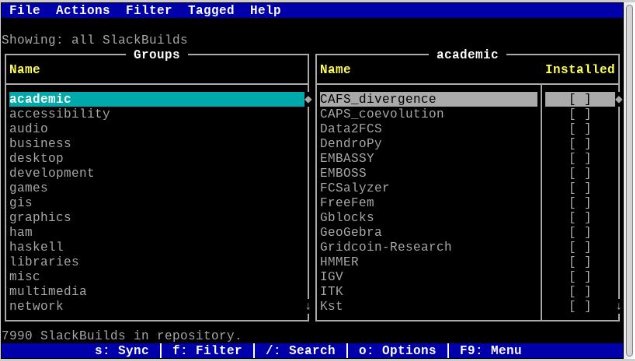 File Actions Filter Tagged Help
Showing: all SlackBuilds
Groups
Name
academic
accessibility
audio
business
desktop
development
games
gis
graphics
ham
haskell
libraries
misc
multimedia
network
academic
Name Installed
CAFS_divergence [ ]
CAPS_coevolution [ ]
Data2FCS [ ]
DendroPy [ ]
EMBASSY [ ]
EMBOSS [ ]
FCSalyzer [ ]
FreeFem [ ]
Gblocks [ ]
GeoGebra [ ]
Gridcoin-Research [ ]
HMMER [ ]
IGV [ ]
ITK [ ]
Kst [ ]
7990 SlackBuilds in repository.
s: Sync | f: Filter | /: Search | o: Options | F9: Menu